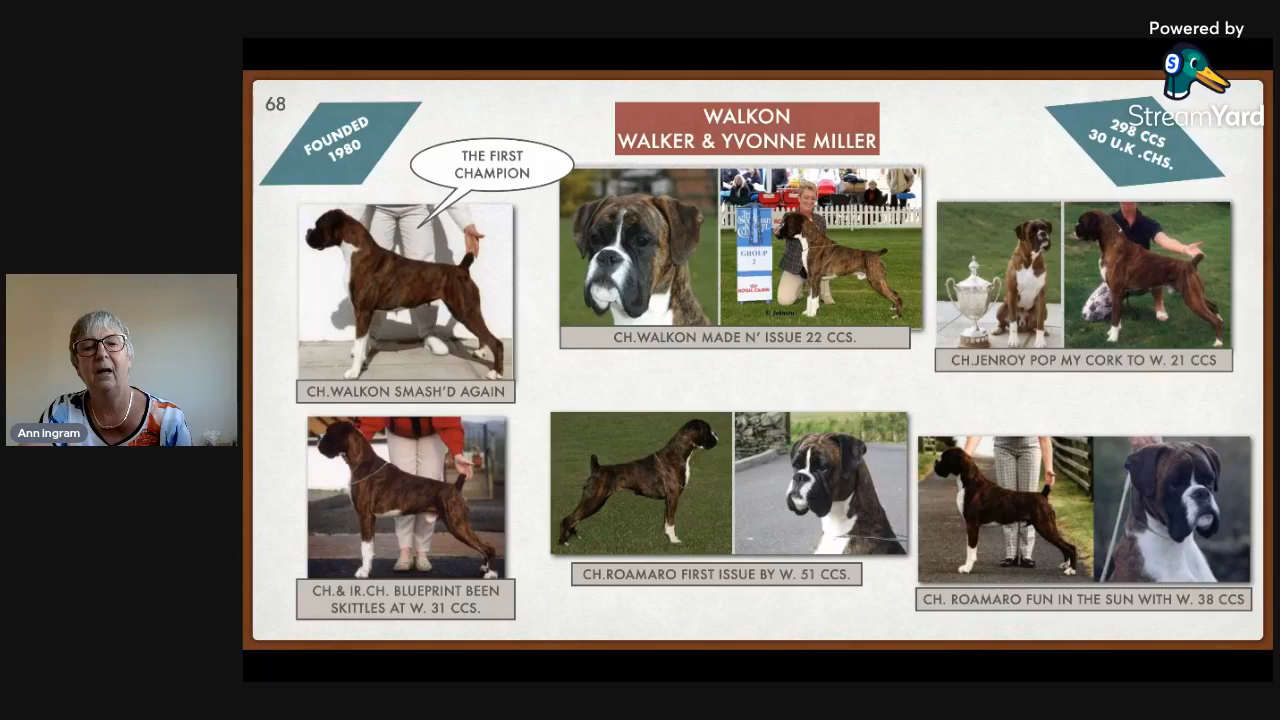 Powered by
StreamYard
68
FOUNDED
1980
WALKON
WALKER & YVONNE MILLER
298 CCS
30 U.K .CHS.
THE FIRST
CHAMPION
GROUP
2
ROYAL CANIN
CH.WALKON SMASH'D AGAIN
CH.WALKON MADE N' ISSUE 22 CCS.
CH.JENROY POP MY CORK TO W. 21 CCS
CH.& IR.CH. BLUEPRINT BEEN
SKITTLES AT W. 31 CCS.
CH.ROAMARO FIRST ISSUE BY W. 51 CCS.
CH. ROAMARO FUN IN THE SUN WITH W. 38 CCS
Ann Ingram